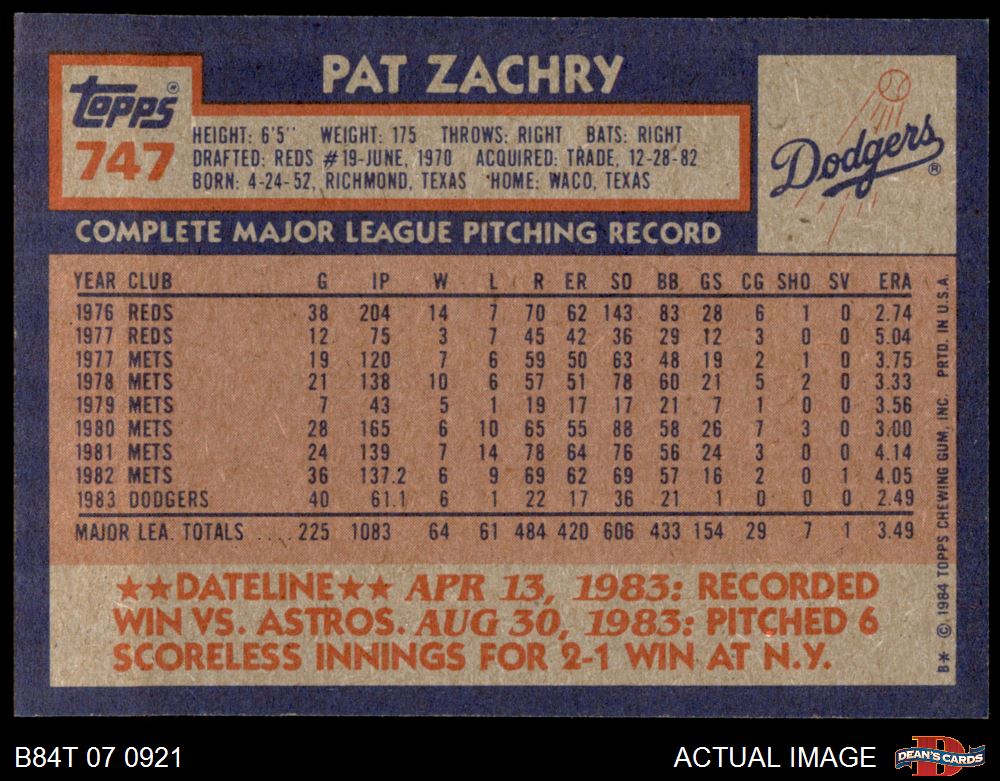 PAT ZACHRY
Topps®
747
HEIGHT: 6'5" WEIGHT: 175 THROWS: RIGHT BATS: RIGHT
DRAFTED: REDS #19-JUNE, 1970 ACQUIRED: TRADE, 12-28-82
BORN: 4-24-52, RICHMOND, TEXAS HOME: WACO, TEXAS
Dodgers®
COMPLETE MAJOR LEAGUE PITCHING RECORD
YEAR CLUB G IP W L R ER SO BB GS CG SHO SV ERA
1976 REDS 38 204 14 7 70 62 143 83 28 6 1 0 2.74
1977 REDS 12 75 3 7 45 42 36 29 12 3 0 0 5.04
1977 METS 19 120 7 6 59 50 63 48 19 2 1 0 3.75
1978 METS 21 138 10 6 57 51 78 60 21 5 2 0 3.33
1979 METS 7 43 5 1 19 17 17 21 7 1 0 0 3.56
1980 METS 28 165 6 10 65 55 88 58 26 7 3 0 3.00
1981 METS 24 139 7 14 78 64 76 56 24 3 0 0 4.14
1982 METS 36 137.2 6 9 69 62 69 57 16 2 0 1 4.05
1983 DODGERS 40 61.1 6 1 22 17 36 21 1 0 0 0 2.49
MAJOR LEA. TOTALS .... 225 1083 64 61 484 420 606 433 154 29 7 1 3.49
★★DATELINE★★ APR 13, 1983: RECORDED
WIN VS. ASTROS. AUG 30, 1983: PITCHED 6
SCORELESS INNINGS FOR 2-1 WIN AT N.Y.
B* © 1984 TOPPS CHEWING GUM, INC. PRTD. IN U.S.A.
B84T 07 0921
ACTUAL IMAGE
D
DEAN'S CARDS